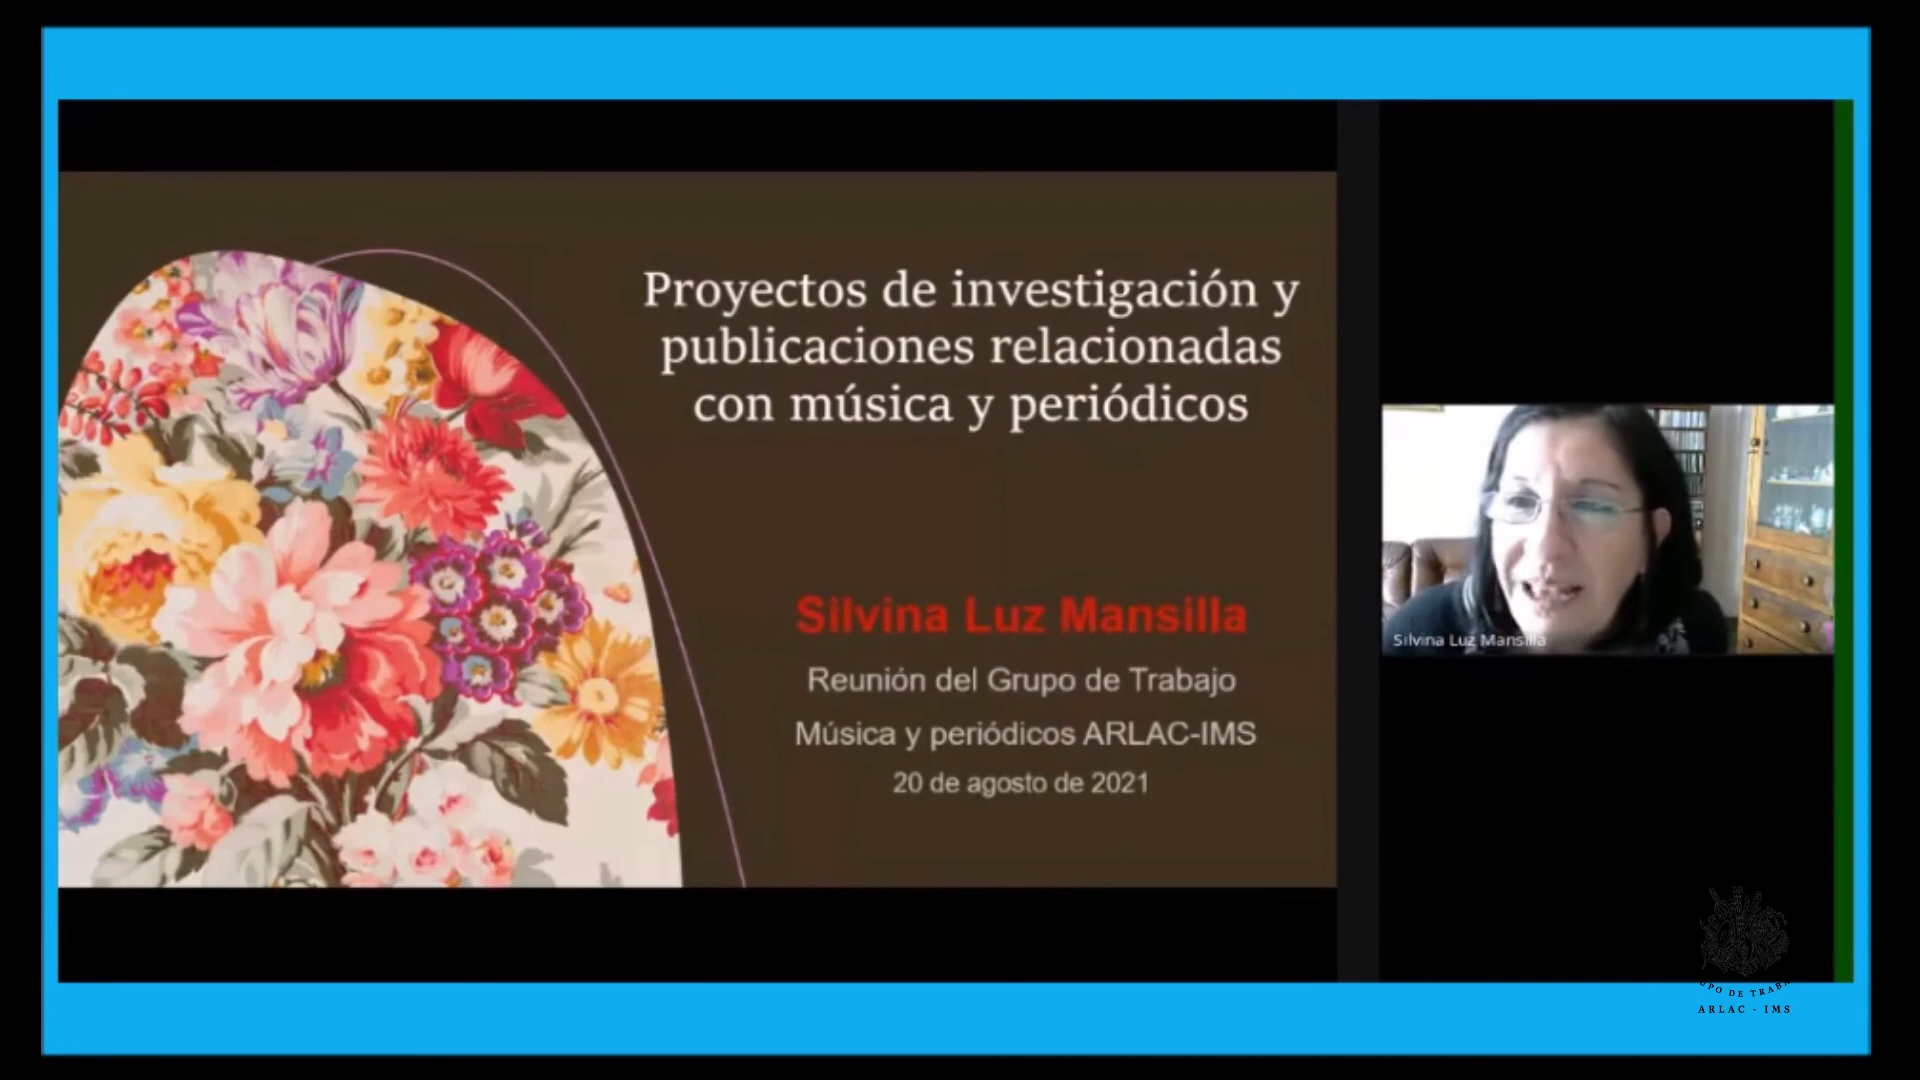 Proyectos de investigación y
publicaciones relacionadas
con música y periódicos
Silvina Luz Mansilla
Reunión del Grupo de Trabajo
Música y periódicos ARLAC-IMS
20 de agosto de 2021
Silvina Luz Mansilla
DE
ARLAC - IMS